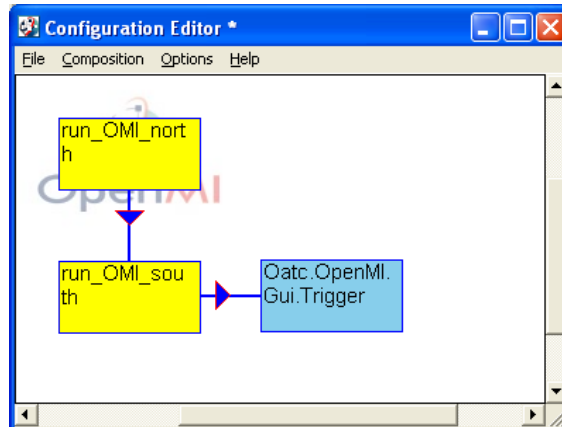 Configuration Editor *
File Composition Options Help
run_OMI_nort
h
OpenMI
run_OMI_sou
th
Oatc.OpenMI.
Gui.Trigger